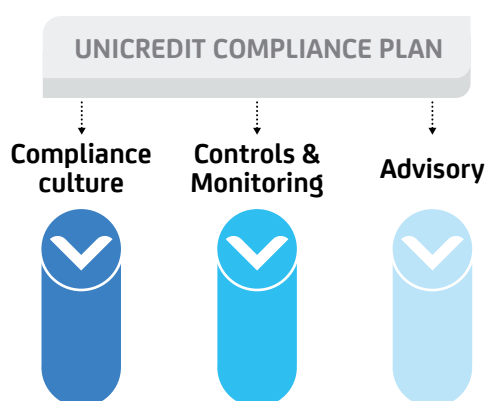 UNICREDIT COMPLIANCE PLAN
Compliance
culture
Controls &
Monitoring
Advisory